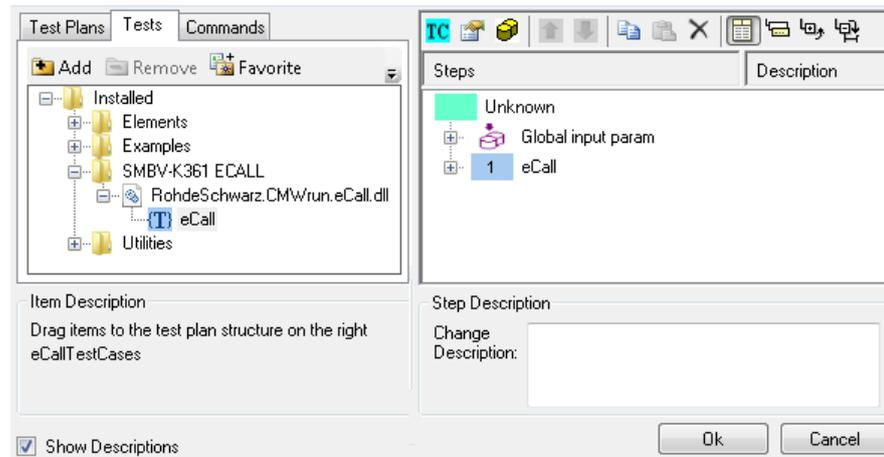 Test Plans Tests Commands
Add Remove Favorite
Installed
Elements
Examples
SMBV-K361 ECALL
RohdeSchwarz.CMWrun.eCall.dll
{T} eCall
Utilities
Item Description
Drag items to the test plan structure on the right
eCallTestCases
Show Descriptions
TC
Steps Description
Unknown
Global input param
1 eCall
Step Description
Change
Description:
Ok Cancel